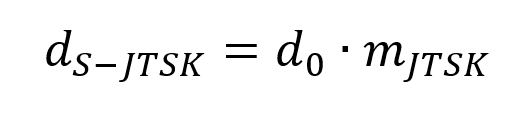 d_{S-JTSK} = d_0 · m_{JTSK}